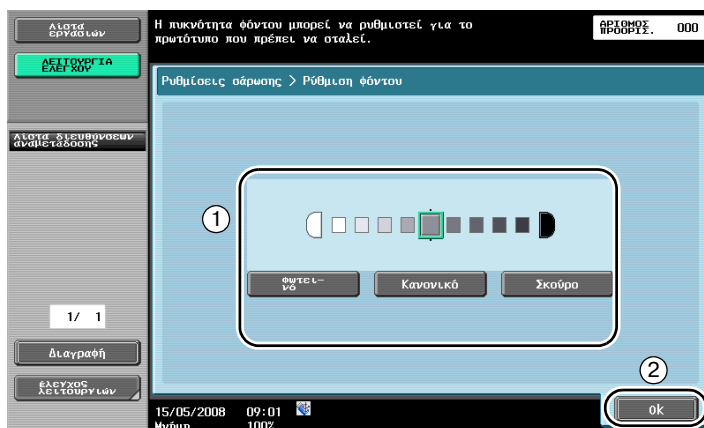 Λίστα
εργασιών
ΛΕΙΤΟΥΡΓΙΑ
ΕΛΕΓΧΟΥ
Λίστα διευθύνσεων
αναμετάδοσης
1/ 1
Διαγραφή
έλεγχος
λειτουργιών
Η πυκνότητα φόντου μπορεί να ρυθμιστεί για το
πρωτότυπο που πρέπει να σταλεί.
ΑΡΙΘΜΟΣ
ΠΡΟΟΡΙΣ. 000
Ρυθμίσεις σάρωσης > Ρύθμιση φόντου
1
Φωτει-
νό
Κανονικό
Σκούρο
2
Ok
15/05/2008 09:01
Μνήμη 100%